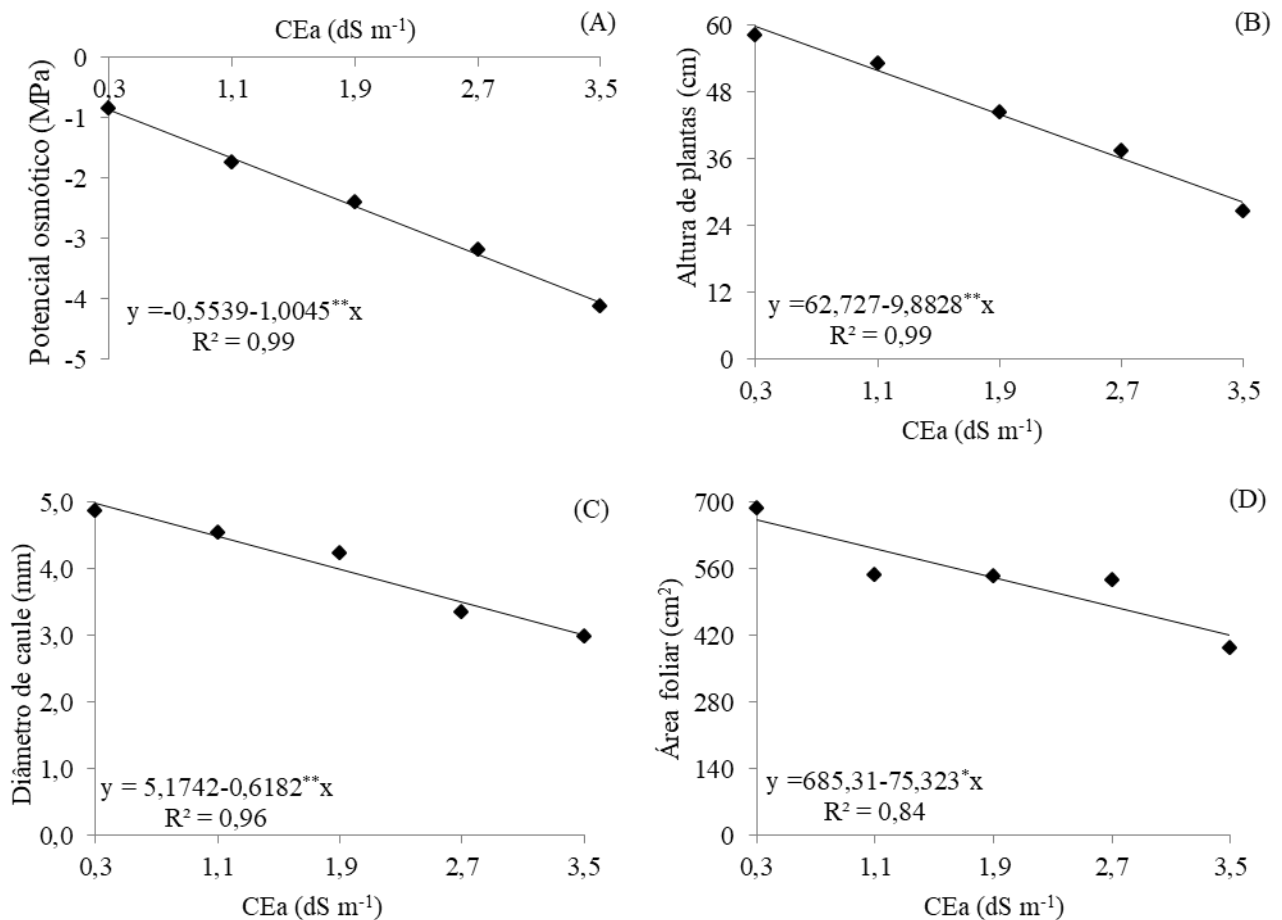 (A)
CEa (dS m⁻¹)
0
0,3 1,1 1,9 2,7 3,5
-1
-2
-3
-4
-5
Potencial osmótico (MPa)
y =-0,5539-1,0045**x
R² = 0,99
(B)
60
48
36
24
12
0
Altura de plantas (cm)
y =62,727-9,8828**x
R² = 0,99
0,3 1,1 1,9 2,7 3,5
CEa (dS m⁻¹)
(C)
5,0
4,0
3,0
2,0
1,0
0,0
Diâmetro de caule (mm)
y = 5,1742-0,6182**x
R² = 0,96
0,3 1,1 1,9 2,7 3,5
CEa (dS m⁻¹)
(D)
700
560
420
280
140
0
Área foliar (cm²)
y =685,31-75,323*x
R² = 0,84
0,3 1,1 1,9 2,7 3,5
CEa (dS m⁻¹)